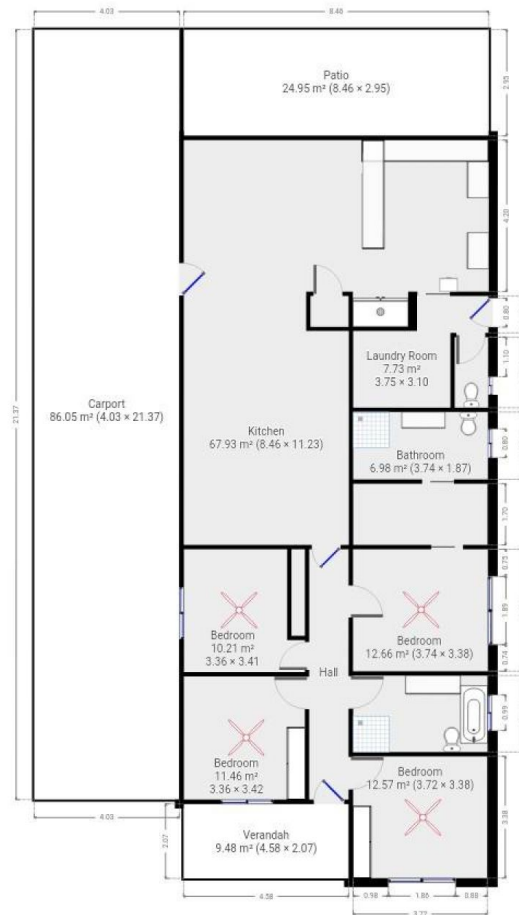 4.03
8.46
Patio
24.95 m² (8.46 × 2.95)
2.95
4.20
0.80
1.10
Laundry Room
7.73 m²
3.75 × 3.10
Carport
86.05 m² (4.03 × 21.37)
21.37
Kitchen
67.93 m² (8.46 × 11.23)
Bathroom
6.98 m² (3.74 × 1.87)
0.80
1.70
0.75
1.89
0.74
Bedroom
10.21 m²
3.36 × 3.41
Bedroom
12.66 m² (3.74 × 3.38)
Hall
0.99
Bedroom
11.46 m²
3.36 × 3.42
Bedroom
12.57 m² (3.72 × 3.38)
3.38
4.03
2.07
Verandah
9.48 m² (4.58 × 2.07)
4.58
0.98
1.86
0.88